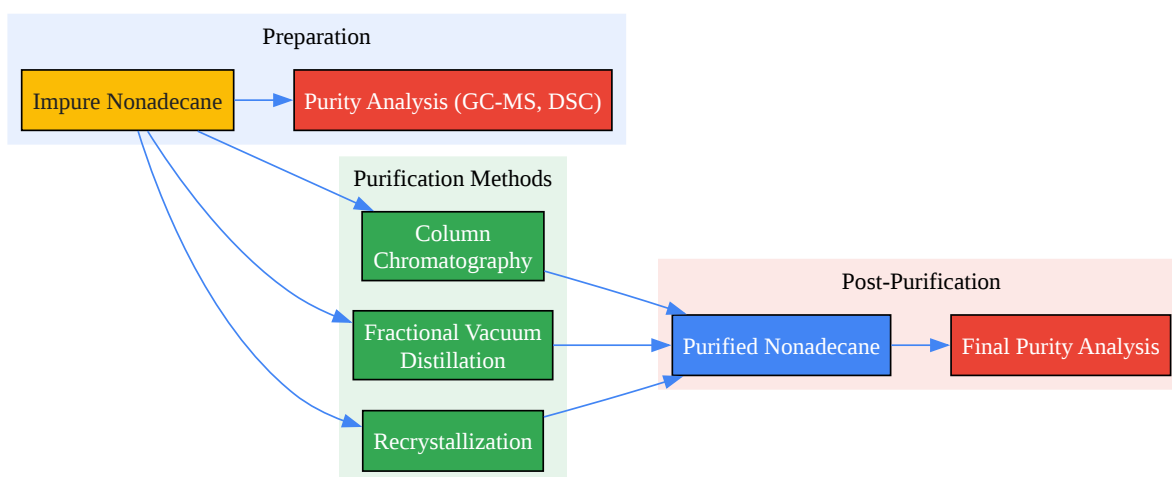 Preparation
Impure Nonadecane
Purity Analysis (GC-MS, DSC)
Purification Methods
Column
Chromatography
Fractional Vacuum
Distillation
Recrystallization
Post-Purification
Purified Nonadecane
Final Purity Analysis